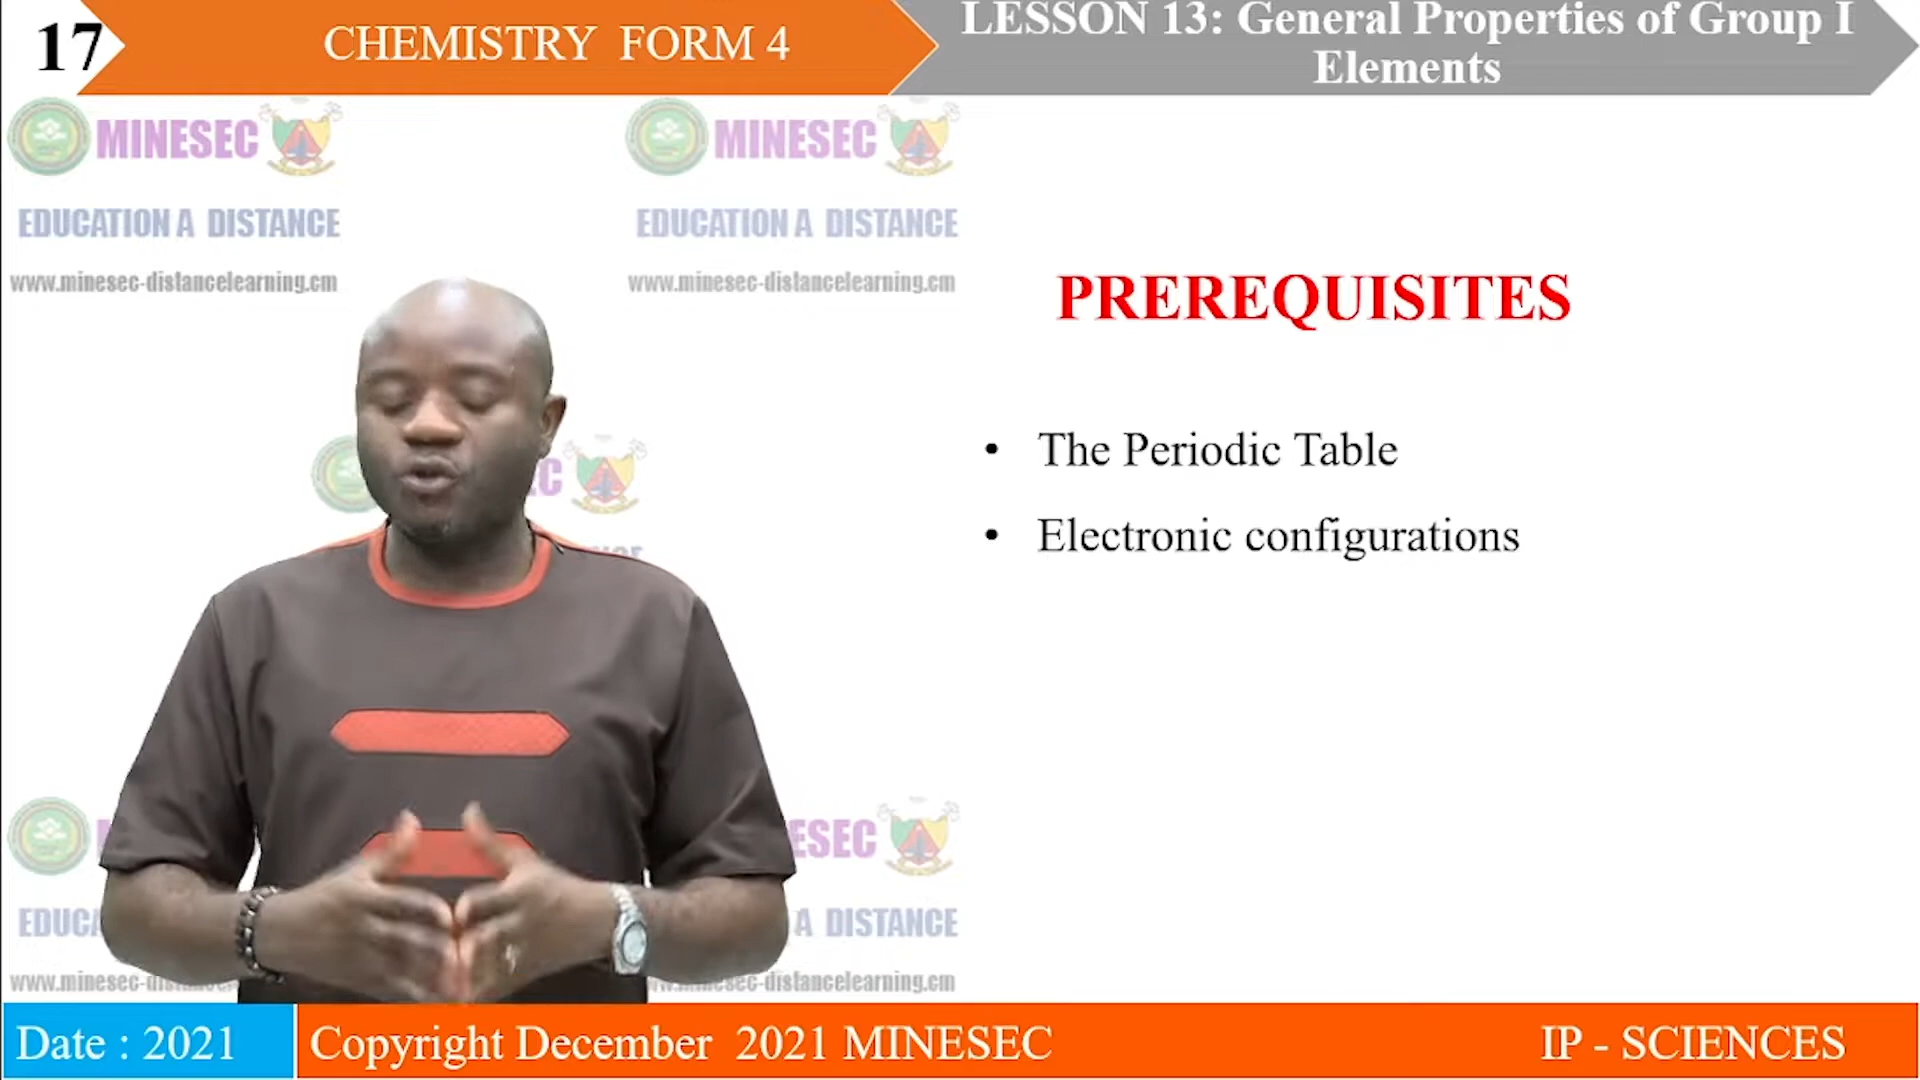 17
CHEMISTRY FORM 4
LESSON 13: General Properties of Group I
Elements
MINESEC
MINESEC
EDUCATION A DISTANCE
EDUCATION A DISTANCE
www.minesec-distancelearning.cm
www.minesec-distancelearning.cm
PREREQUISITES
• The Periodic Table
• Electronic configurations
Date : 2021
Copyright December 2021 MINESEC
IP - SCIENCES